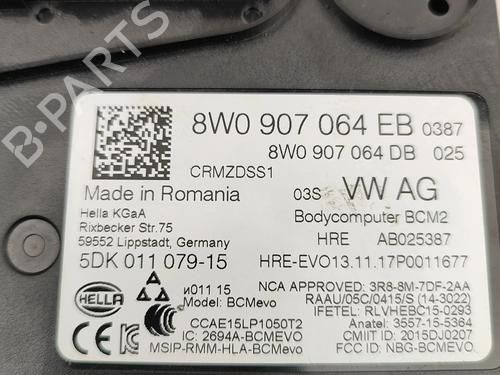 8W0 907 064 EB 0387
8W0 907 064 DB 025
CRMZDSS1
Made in Romania 03S VW AG
Hella KGaA
Rixbecker Str.75
59552 Lippstadt, Germany
Bodycomputer BCM2
HRE AB025387
5DK 011 079-15 HRE-EVO13.11.17P0011677
HELLA
и011 15
Model: BCMevo
CCAE15LP1050T2
IC: 2694A-BCMevo
MSIP-RMM-HLA-BCMevo
NCA APPROVED: 3R8-8M-7DF-2AA
RAAU/05C/0415/S (14-3022)
IFETEL: RLVHEBC15-0293
Anatel: 3557-15-5364
CMIIT ID: 2015DJ0207
FCC ID: NBG-BCMEVO
B-PARTS